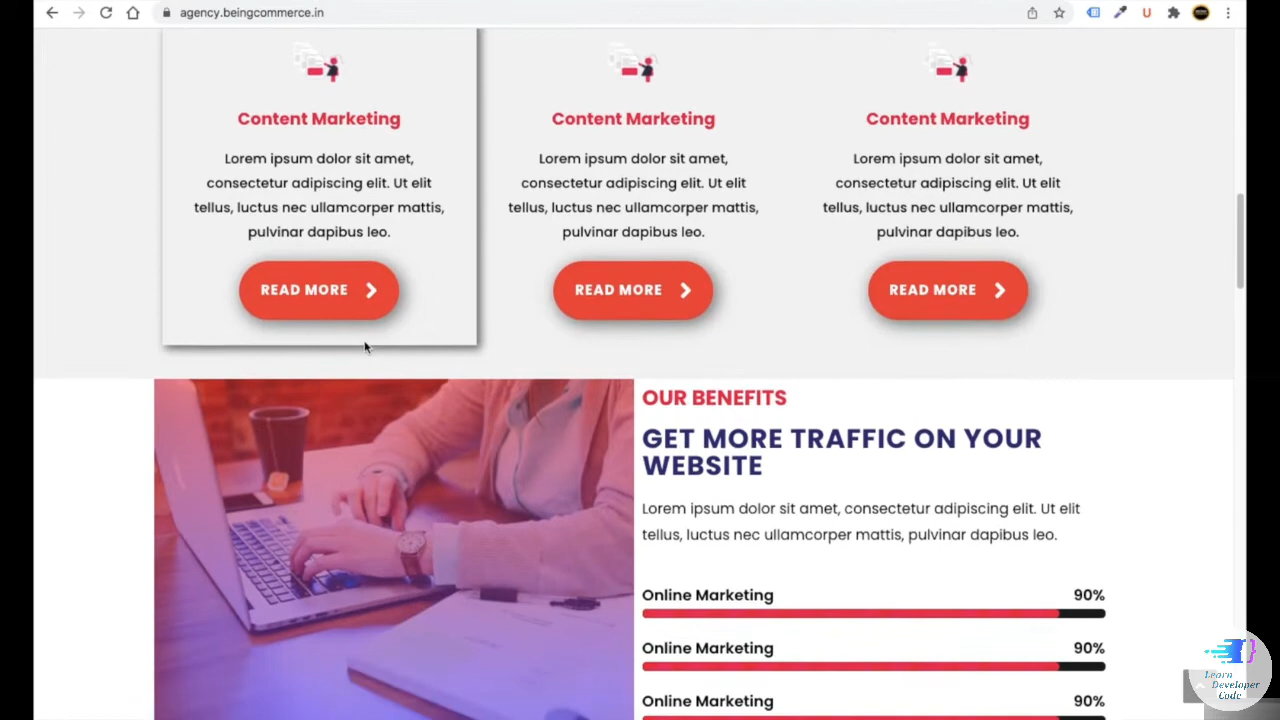 agency.beingcommerce.in
Content Marketing
Lorem ipsum dolor sit amet,
consectetur adipiscing elit. Ut elit
tellus, luctus nec ullamcorper mattis,
pulvinar dapibus leo.
READ MORE
Content Marketing
Lorem ipsum dolor sit amet,
consectetur adipiscing elit. Ut elit
tellus, luctus nec ullamcorper mattis,
pulvinar dapibus leo.
READ MORE
Content Marketing
Lorem ipsum dolor sit amet,
consectetur adipiscing elit. Ut elit
tellus, luctus nec ullamcorper mattis,
pulvinar dapibus leo.
READ MORE
OUR BENEFITS
GET MORE TRAFFIC ON YOUR
WEBSITE
Lorem ipsum dolor sit amet, consectetur adipiscing elit. Ut elit
tellus, luctus nec ullamcorper mattis, pulvinar dapibus leo.
Online Marketing 90%
Online Marketing 90%
Online Marketing 90%
Learn
Developer
Code